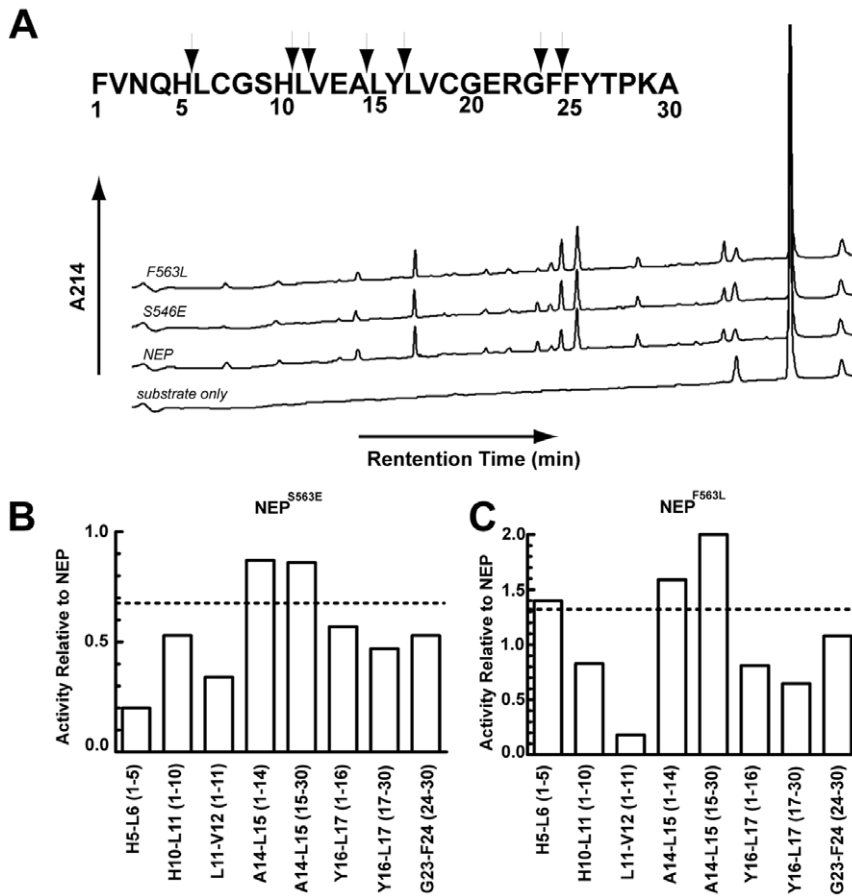 A
FVNQHLCGSHLVEALYLVCGERGFFYTPKA
1 5 10 15 20 25 30
A214
F563L
S546E
NEP
substrate only
Rentention Time (min)
B
NEP^S563E
Activity Relative to NEP
1.0
0.5
0.0
H5-L6 (1-5)
H10-L11 (1-10)
L11-V12 (1-11)
A14-L15 (1-14)
A14-L15 (15-30)
Y16-L17 (1-16)
Y16-L17 (17-30)
G23-F24 (24-30)
C
NEP^F563L
Activity Relative to NEP
2.0
1.5
1.0
0.5
0.0
H5-L6 (1-5)
H10-L11 (1-10)
L11-V12 (1-11)
A14-L15 (1-14)
A14-L15 (15-30)
Y16-L17 (1-16)
Y16-L17 (17-30)
G23-F24 (24-30)